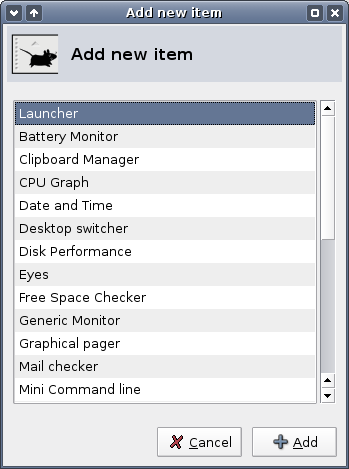 Add new item
Add new item
Launcher
Battery Monitor
Clipboard Manager
CPU Graph
Date and Time
Desktop switcher
Disk Performance
Eyes
Free Space Checker
Generic Monitor
Graphical pager
Mail checker
Mini Command line
Cancel
Add